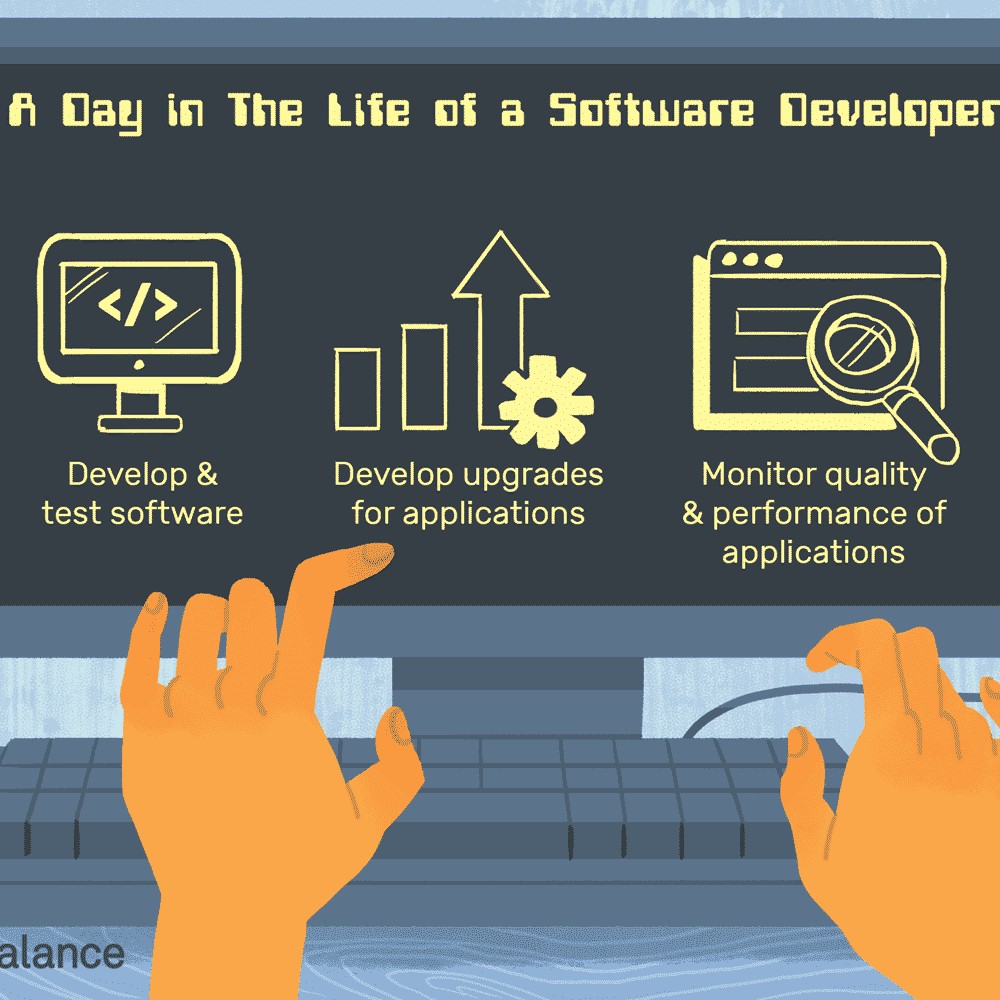 A Day in The Life of a Software Developer
</>
Develop &
test software
Develop upgrades
for applications
Monitor quality
& performance of
applications
alance